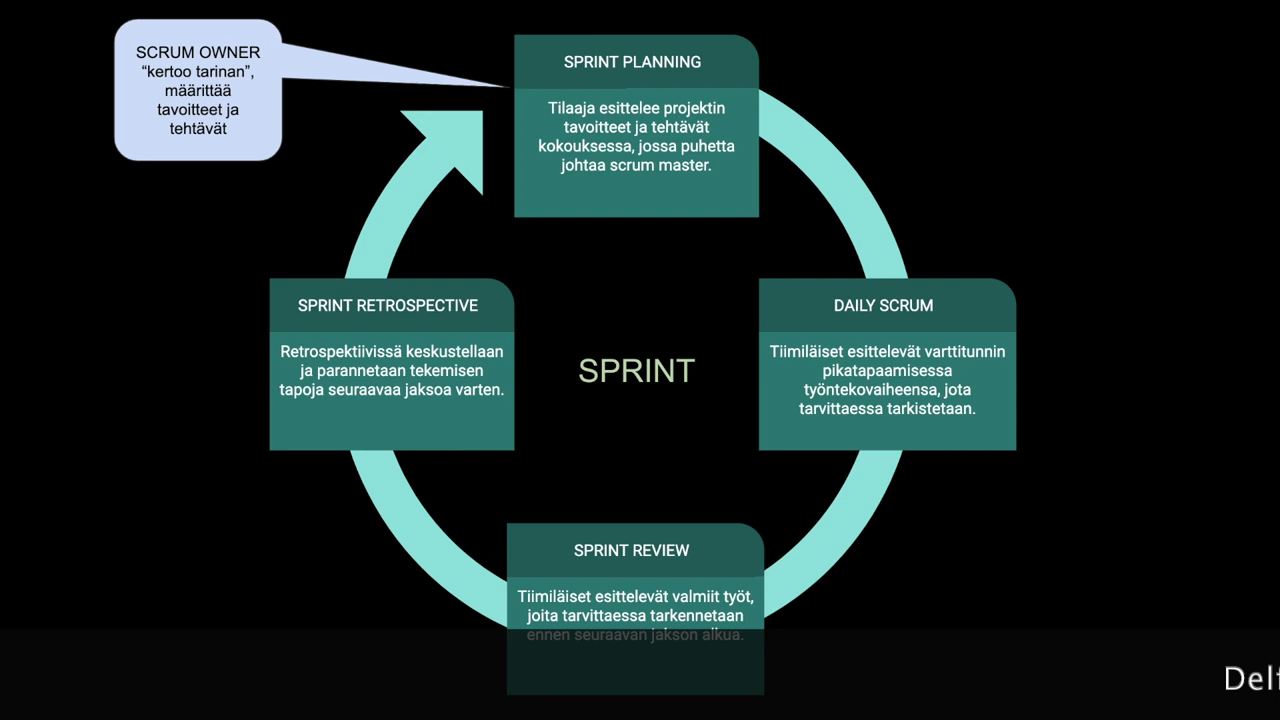 SCRUM OWNER
“kertoo tarinan”,
määrittää
tavoitteet ja
tehtävät
SPRINT PLANNING
Tilaaja esittelee projektin
tavoitteet ja tehtävät
kokouksessa, jossa puhetta
johtaa scrum master.
SPRINT RETROSPECTIVE
Retrospektiivissä keskustellaan
ja parannetaan tekemisen
tapoja seuraavaa jaksoa varten.
SPRINT
DAILY SCRUM
Tiimiläiset esittelevät varttitunnin
pikatapaamisessa
työntekovaiheensa, jota
tarvittaessa tarkistetaan.
SPRINT REVIEW
Tiimiläiset esittelevät valmiit työt,
joita tarvittaessa tarkennetaan
ennen seuraavan jakson alkua.